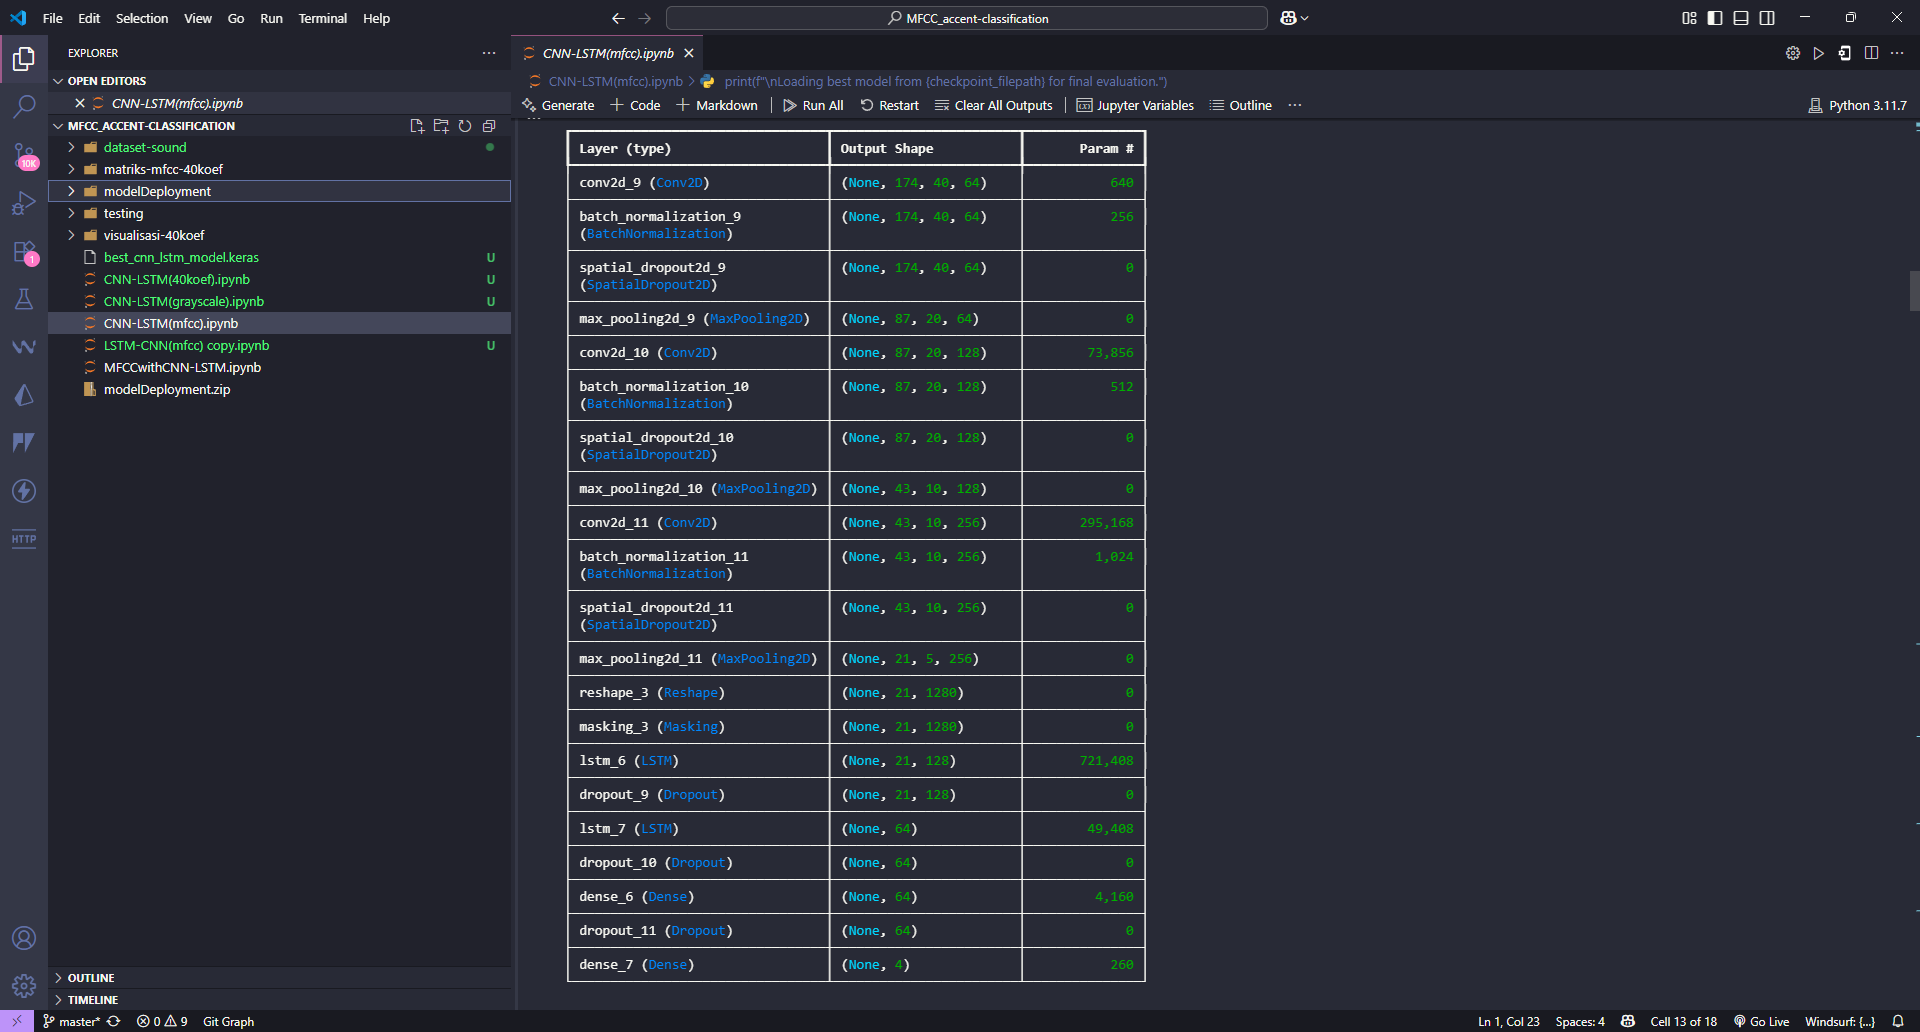 File Edit Selection View Go Run Terminal Help
MFCC_accent-classification
EXPLORER
OPEN EDITORS
CNN-LSTM(mfcc).ipynb
MFCC_ACCENT-CLASSIFICATION
dataset-sound
matriks-mfcc-40koef
modelDeployment
testing
visualisasi-40koef
best_cnn_lstm_model.keras U
CNN-LSTM(40koef).ipynb U
CNN-LSTM(grayscale).ipynb U
CNN-LSTM(mfcc).ipynb
LSTM-CNN(mfcc) copy.ipynb U
MFCCwithCNN-LSTM.ipynb
modelDeployment.zip
OUTLINE
TIMELINE
10K
1
HTTP
CNN-LSTM(mfcc).ipynb
CNN-LSTM(mfcc).ipynb > print(f"\nLoading best model from {checkpoint_filepath} for final evaluation.")
Generate + Code + Markdown Run All Restart Clear All Outputs Jupyter Variables Outline ... Python 3.11.7
Layer (type) Output Shape Param #
conv2d_9 (Conv2D) (None, 174, 40, 64) 640
batch_normalization_9 (None, 174, 40, 64) 256
(BatchNormalization)
spatial_dropout2d_9 (None, 174, 40, 64) 0
(SpatialDropout2D)
max_pooling2d_9 (MaxPooling2D) (None, 87, 20, 64) 0
conv2d_10 (Conv2D) (None, 87, 20, 128) 73,856
batch_normalization_10 (None, 87, 20, 128) 512
(BatchNormalization)
spatial_dropout2d_10 (None, 87, 20, 128) 0
(SpatialDropout2D)
max_pooling2d_10 (MaxPooling2D) (None, 43, 10, 128) 0
conv2d_11 (Conv2D) (None, 43, 10, 256) 295,168
batch_normalization_11 (None, 43, 10, 256) 1,024
(BatchNormalization)
spatial_dropout2d_11 (None, 43, 10, 256) 0
(SpatialDropout2D)
max_pooling2d_11 (MaxPooling2D) (None, 21, 5, 256) 0
reshape_3 (Reshape) (None, 21, 1280) 0
masking_3 (Masking) (None, 21, 1280) 0
lstm_6 (LSTM) (None, 21, 128) 721,408
dropout_9 (Dropout) (None, 21, 128) 0
lstm_7 (LSTM) (None, 64) 49,408
dropout_10 (Dropout) (None, 64) 0
dense_6 (Dense) (None, 64) 4,160
dropout_11 (Dropout) (None, 64) 0
dense_7 (Dense) (None, 4) 260
master* 0 9 Git Graph
Ln 1, Col 23 Spaces: 4 Cell 13 of 18 Go Live Windsurf: {...}